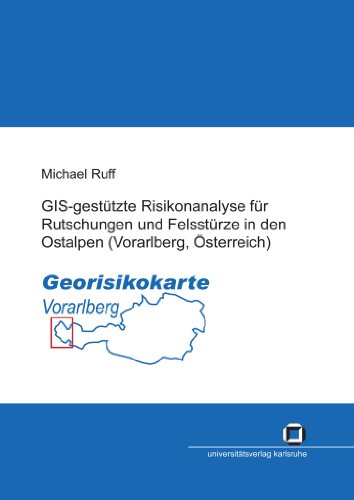 Michael Ruff
GIS-gestützte Risikonanalyse für
Rutschungen und Felsstürze in den
Ostalpen (Vorarlberg, Österreich)
Georisikokarte
Vorarlberg
universitätsverlag karlsruhe